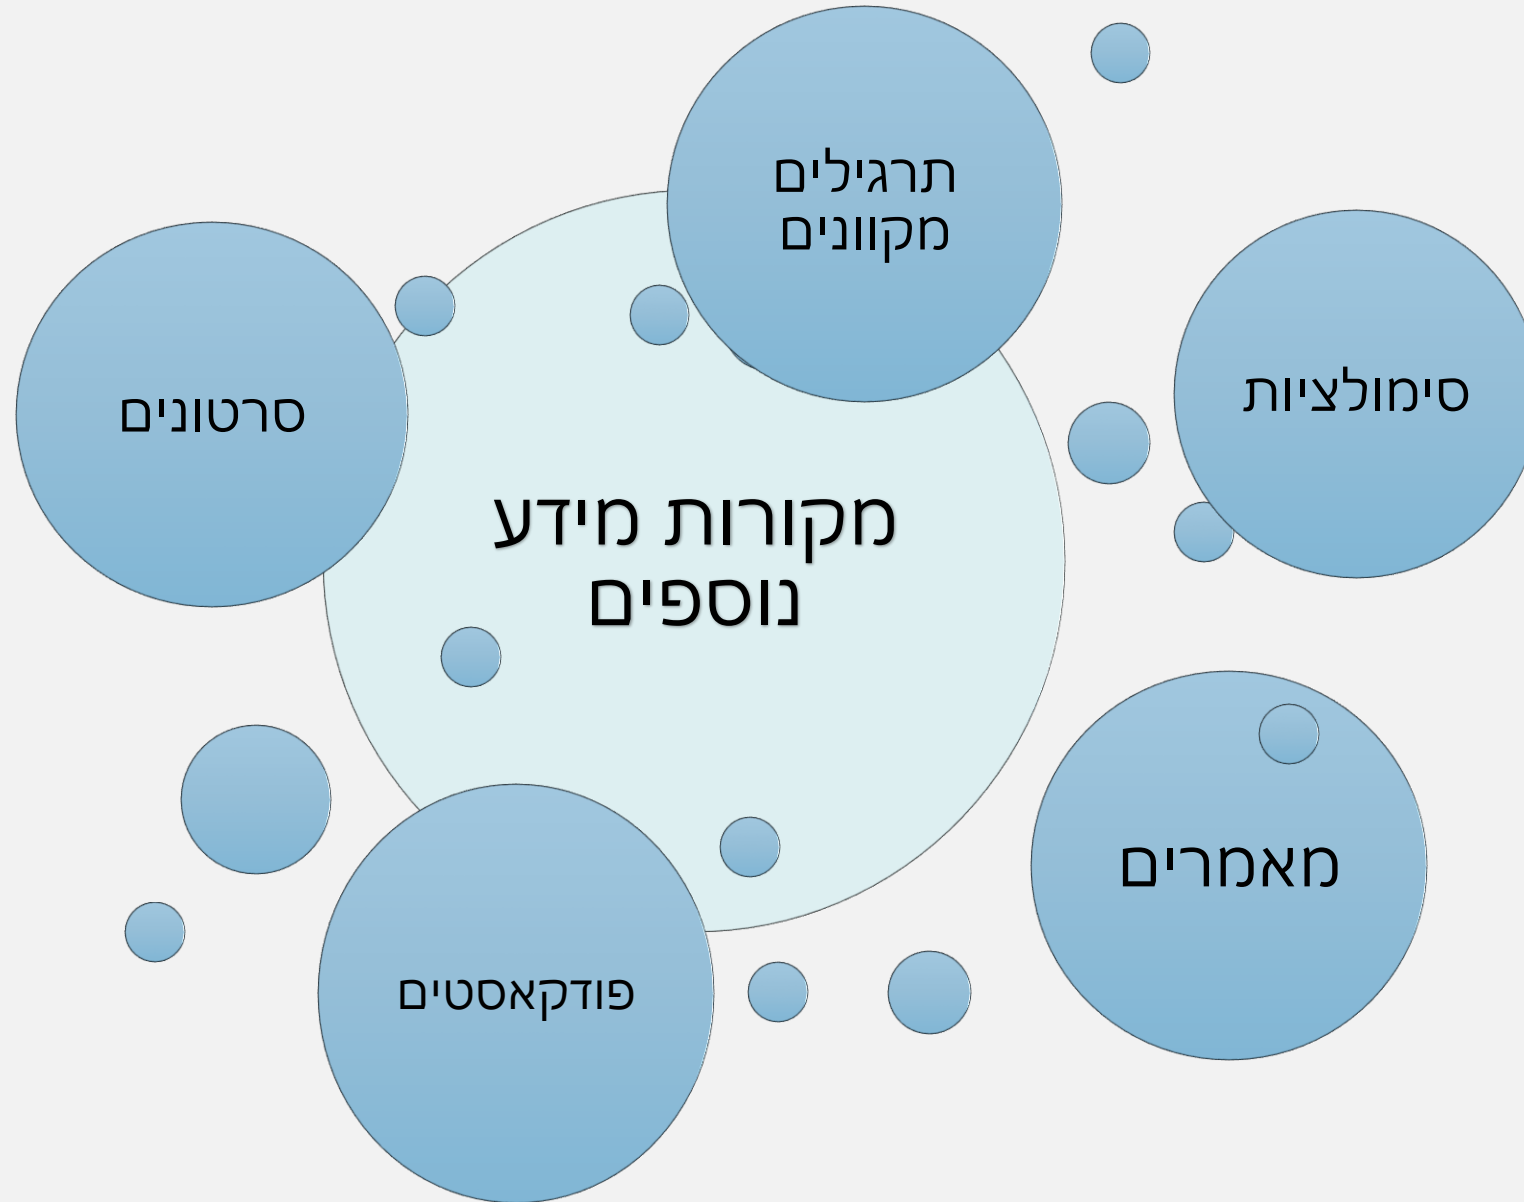 תרגילים
מקוונים
סימולציות
סרטונים
מקורות מידע
נוספים
מאמרים
פודקאסטים